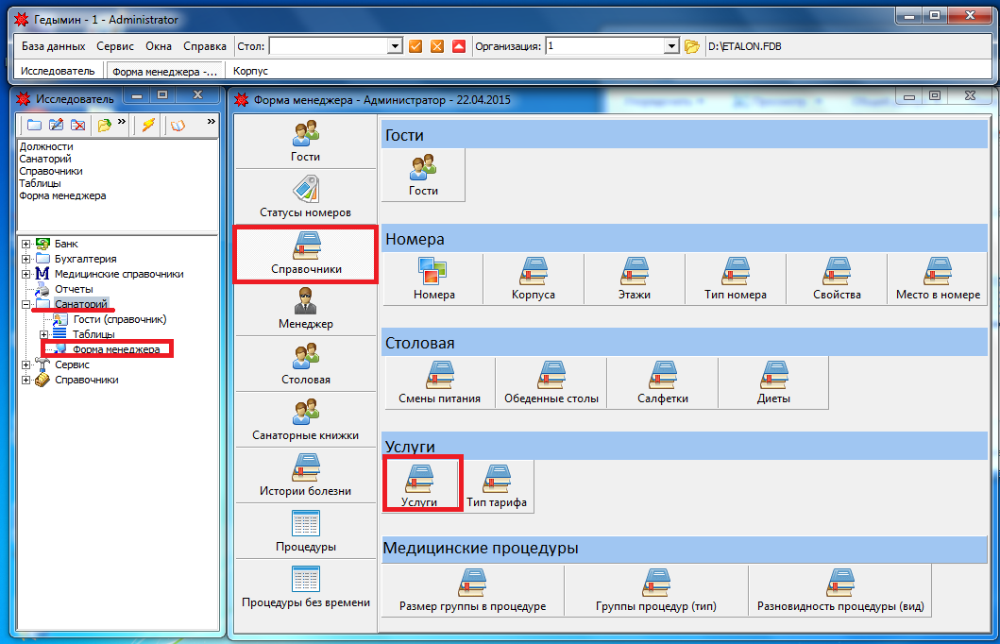 Гедымин - 1 - Administrator
База данных Сервис Окна Справка Стол: Организация: 1 D:\ETALON.FDB
Исследователь Форма менеджера -... Корпус
Исследователь
»
»
Должности
Санаторий
Справочники
Таблицы
Форма менеджера
Банк
Бухгалтерия
Медицинские справочники
Отчеты
Санаторий
Гости (справочник)
Таблицы
Форма менеджера
Сервис
Справочники
Форма менеджера - Администратор - 22.04.2015
Гости
Статусы номеров
Справочники
Менеджер
Столовая
Санаторные книжки
Истории болезни
Процедуры
Процедуры без времени
Гости
Гости
Номера
Номера Корпуса Этажи Тип номера Свойства Место в номере
Столовая
Смены питания Обеденные столы Салфетки Диеты
Услуги
Услуги Тип тарифа
Медицинские процедуры
Размер группы в процедуре Группы процедур (тип) Разновидность процедуры (вид)